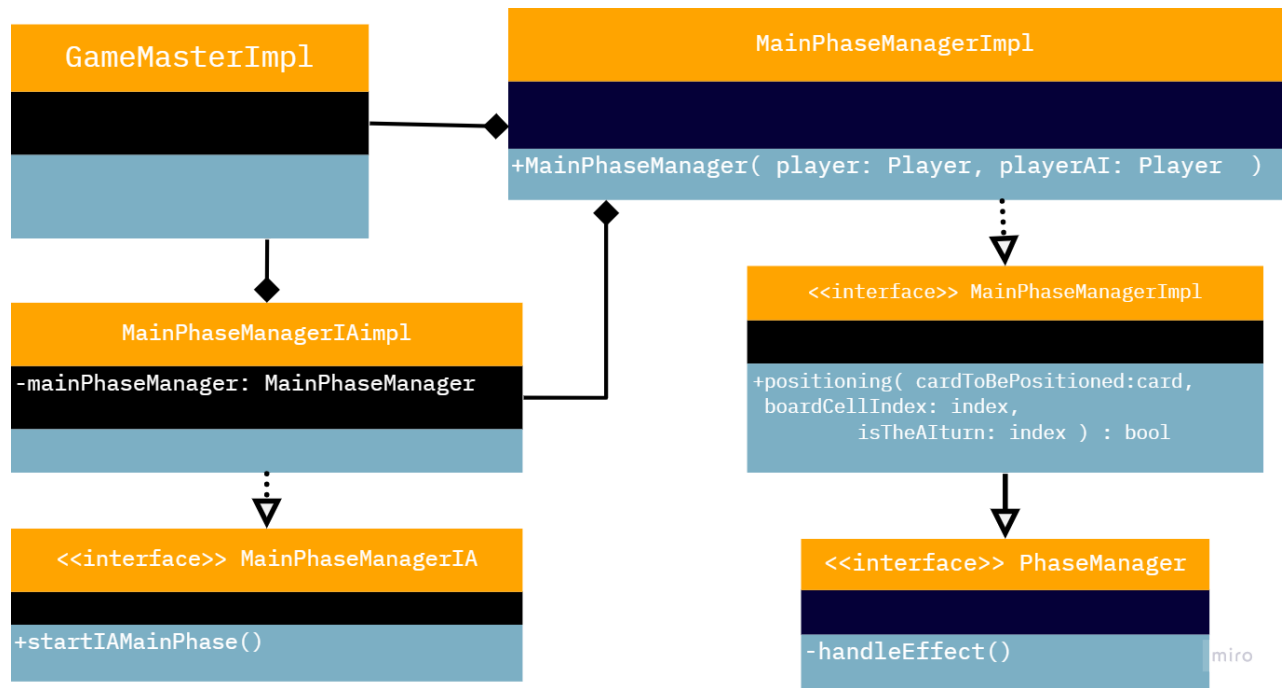 GameMasterImpl
MainPhaseManagerImpl
+MainPhaseManager( player: Player, playerAI: Player )
MainPhaseManagerIAimpl
-mainPhaseManager: MainPhaseManager
<<interface>> MainPhaseManagerImpl
+positioning( cardToBePositioned:card,
boardCellIndex: index,
isTheAIturn: index ) : bool
<<interface>> MainPhaseManagerIA
+startIAMainPhase()
<<interface>> PhaseManager
-handleEffect()
miro